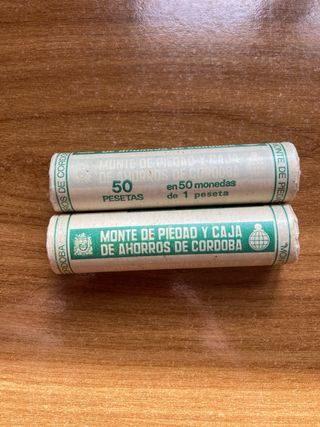 MONTE DE PIEDAD Y CAJA
DE AHORROS DE CORDOBA
50
PESETAS
en 50 monedas
de 1 peseta
MONTE DE PIEDAD Y CAJA
DE AHORROS DE CORDOBA